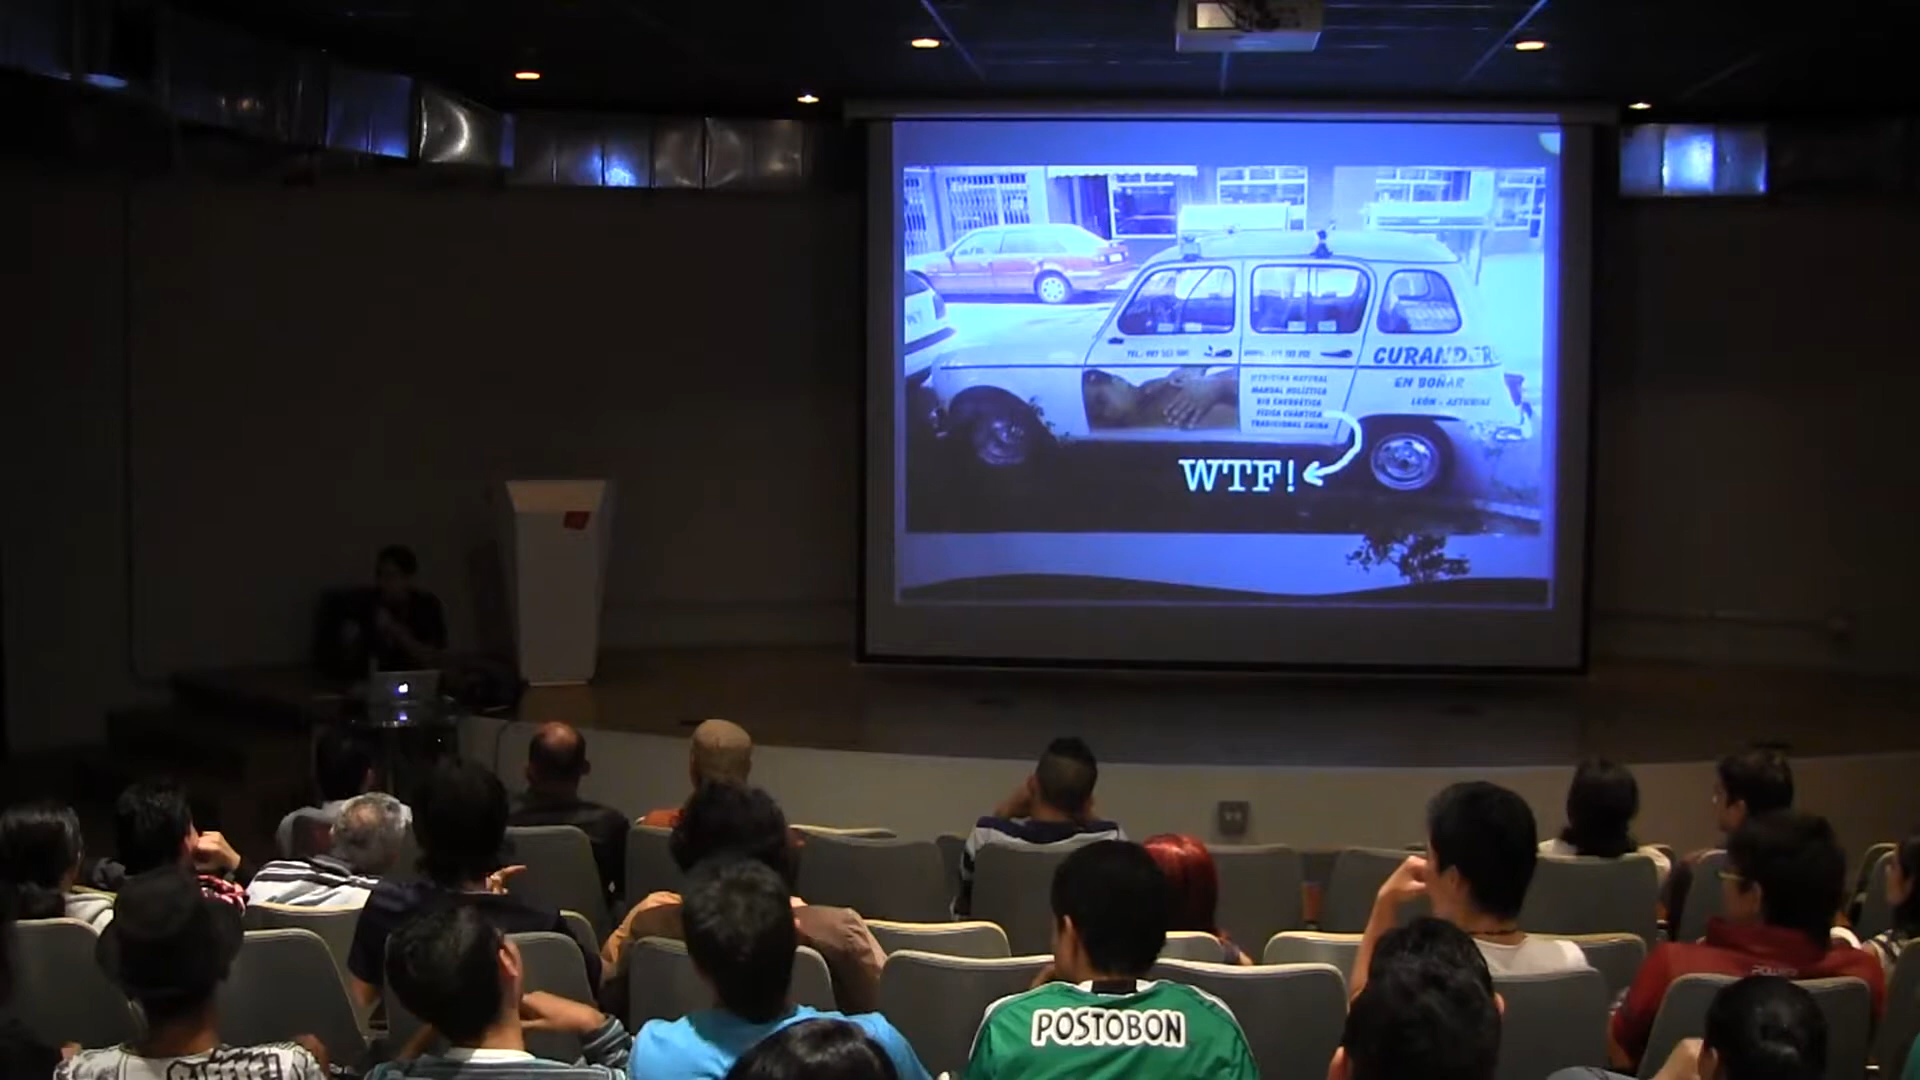 CURANDER
EN BOÑAR
LEÓN - ASTURIAS
MEDICINA NATURAL
MANUAL HOLÍSTICA
BIO ENERGÉTICA
FÍSICA CUÁNTICA
TRADICIONAL CHINA
WTF!
POSTOBON